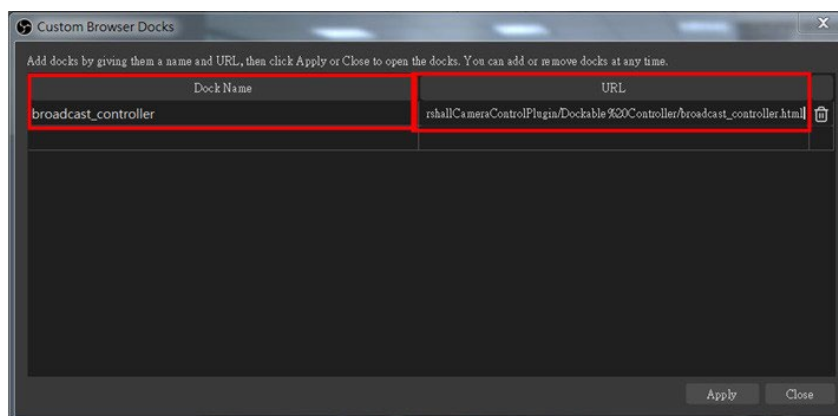 Custom Browser Docks
X
Add docks by giving them a name and URL, then click Apply or Close to open the docks. You can add or remove docks at any time.
Dock Name URL
broadcast_controller rshallCameraControlPlugin/Dockable%20Controller/broadcast_controller.html
Apply Close